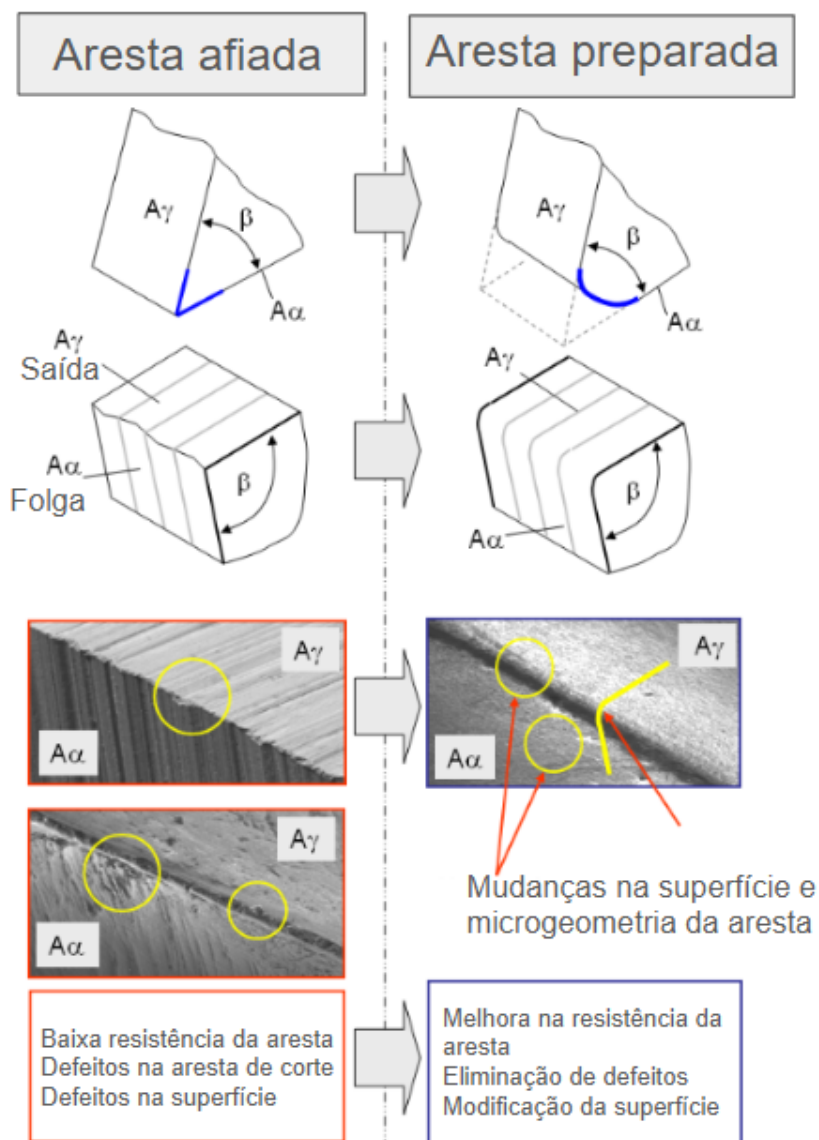 Aresta afiada
Aresta preparada
Aγ
β
Aα
Aγ
β
Aα
Aγ
Saída
Aα
Folga
β
Aγ
β
Aα
Aγ
Aα
Aγ
Aα
Aγ
Aα
Mudanças na superfície e
microgeometria da aresta
Baixa resistência da aresta
Defeitos na aresta de corte
Defeitos na superfície
Melhora na resistência da
aresta
Eliminação de defeitos
Modificação da superfície